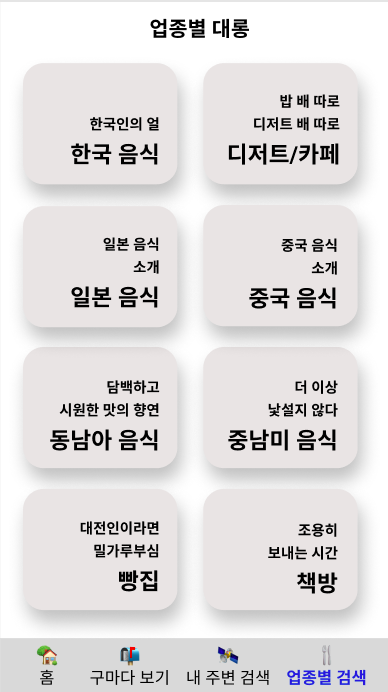 업종별 대롱
한국인의 얼
한국 음식
밥 배 따로
디저트 배 따로
디저트/카페
일본 음식
소개
일본 음식
중국 음식
소개
중국 음식
담백하고
시원한 맛의 향연
동남아 음식
더 이상
낯설지 않다
중남미 음식
대전인이라면
밀가루부심
빵집
조용히
보내는 시간
책방
홈
구마다 보기
내 주변 검색
업종별 검색